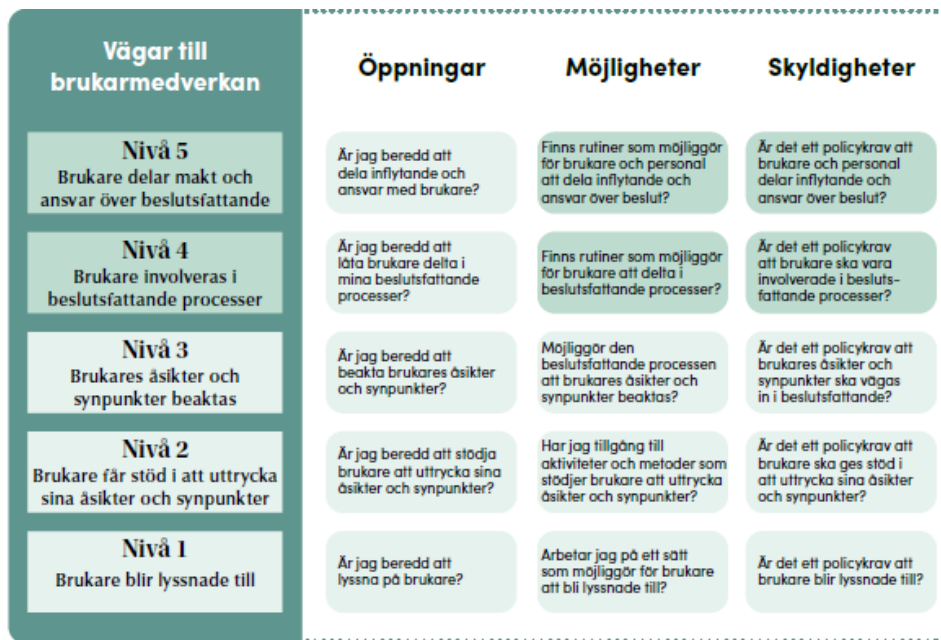 Vägar till
brukarmedverkan
Öppningar
Möjligheter
Skyldigheter
Nivå 5
Brukare delar makt och
ansvar över beslutsfattande
Är jag beredd att
dela inflytande och
ansvar med brukare?
Finns rutiner som möjliggör
för brukare och personal
att dela inflytande och
ansvar över beslut?
Är det ett policykrav att
brukare och personal
delar inflytande och
ansvar över beslut?
Nivå 4
Brukare involveras i
beslutsfattande processer
Är jag beredd att
låta brukare delta i
mina beslutsfattande
processer?
Finns rutiner som möjliggör
för brukare att delta i
beslutsfattande processer?
Är det ett policykrav
att brukare ska vara
involverade i besluts-
fattande processer?
Nivå 3
Brukares åsikter och
synpunkter beaktas
Är jag beredd att
beakta brukares åsikter
och synpunkter?
Möjliggör den
beslutsfattande processen
att brukares åsikter och
synpunkter beaktas?
Är det ett policykrav att
brukares åsikter och
synpunkter ska vägas
in i beslutsfattande?
Nivå 2
Brukare får stöd i att uttrycka
sina åsikter och synpunkter
Är jag beredd att stödja
brukare att uttrycka sina
åsikter och synpunkter?
Har jag tillgång till
aktiviteter och metoder som
stödjer brukare att uttrycka
åsikter och synpunkter?
Är det ett policykrav att
brukare ska ges stöd i
att uttrycka sina åsikter
och synpunkter?
Nivå 1
Brukare blir lyssnade till
Är jag beredd att
lyssna på brukare?
Arbetar jag på ett sätt
som möjliggör för brukare
att bli lyssnade till?
Är det ett policykrav att
brukare blir lyssnade till?